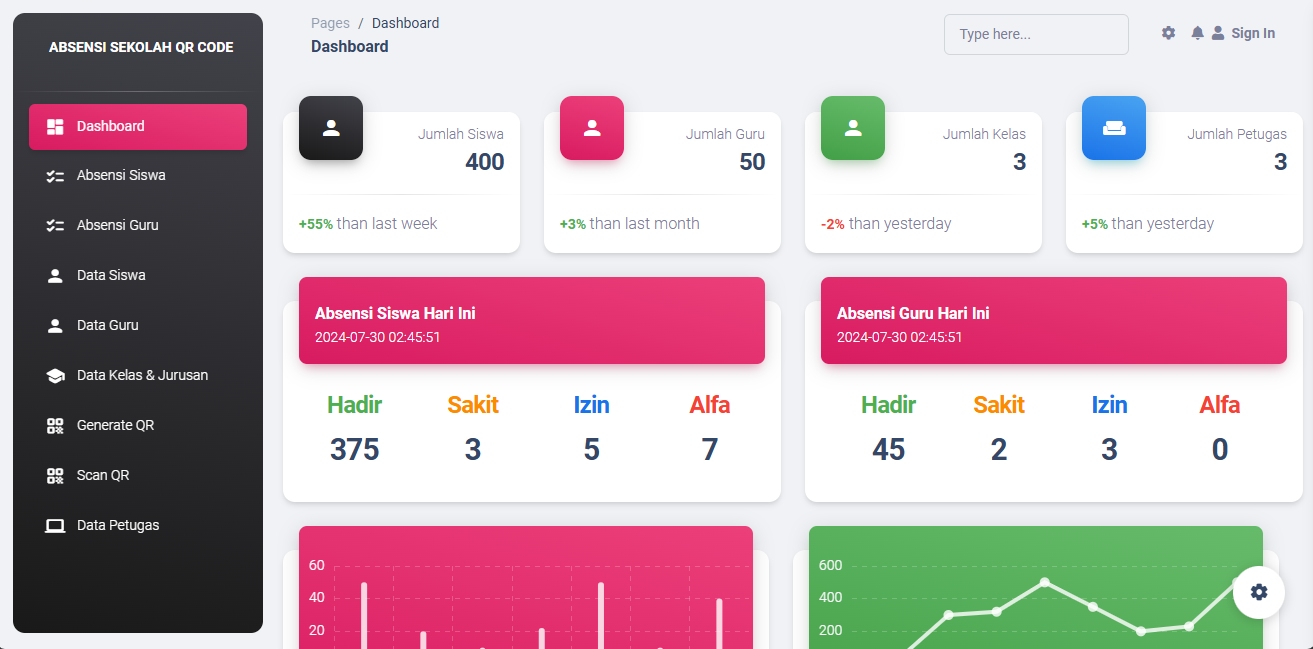 ABSENSI SEKOLAH QR CODE
Dashboard
Absensi Siswa
Absensi Guru
Data Siswa
Data Guru
Data Kelas & Jurusan
Generate QR
Scan QR
Data Petugas
Pages / Dashboard
Dashboard
Type here...
Sign In
Jumlah Siswa
400
+55% than last week
Jumlah Guru
50
+3% than last month
Jumlah Kelas
3
-2% than yesterday
Jumlah Petugas
3
+5% than yesterday
Absensi Siswa Hari Ini
2024-07-30 02:45:51
Hadir Sakit Izin Alfa
375 3 5 7
Absensi Guru Hari Ini
2024-07-30 02:45:51
Hadir Sakit Izin Alfa
45 2 3 0
60
40
20
600
400
200